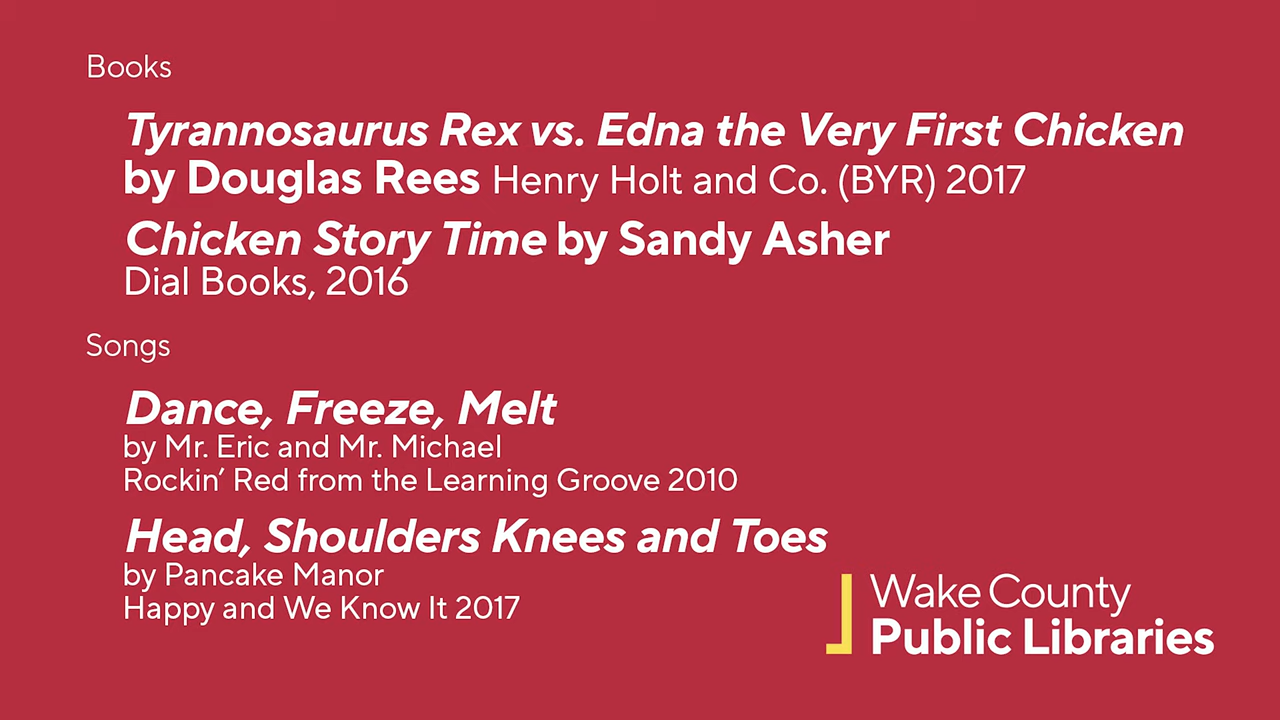 Books
Tyrannosaurus Rex vs. Edna the Very First Chicken
by Douglas Rees Henry Holt and Co. (BYR) 2017
Chicken Story Time by Sandy Asher
Dial Books, 2016
Songs
Dance, Freeze, Melt
by Mr. Eric and Mr. Michael
Rockin’ Red from the Learning Groove 2010
Head, Shoulders Knees and Toes
by Pancake Manor
Happy and We Know It 2017
Wake County
Public Libraries